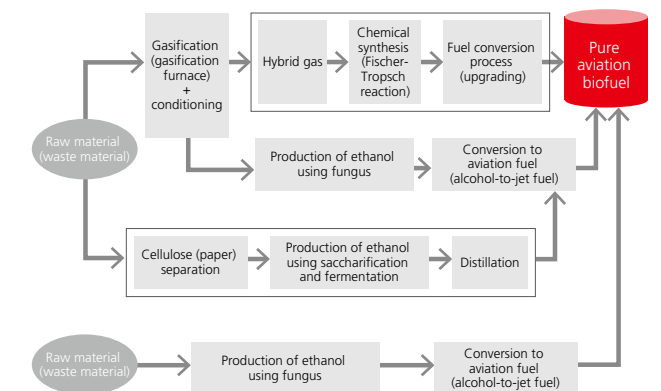 Gasification
(gasification
furnace)
+
conditioning
Hybrid gas
Chemical
synthesis
(Fischer-
Tropsch
reaction)
Fuel conversion
process
(upgrading)
Pure
aviation
biofuel
Raw material
(waste material)
Production of ethanol
using fungus
Conversion to
aviation fuel
(alcohol-to-jet fuel)
Cellulose (paper)
separation
Production of ethanol
using saccharification
and fermentation
Distillation
Raw material
(waste material)
Production of ethanol
using fungus
Conversion to
aviation fuel
(alcohol-to-jet fuel)